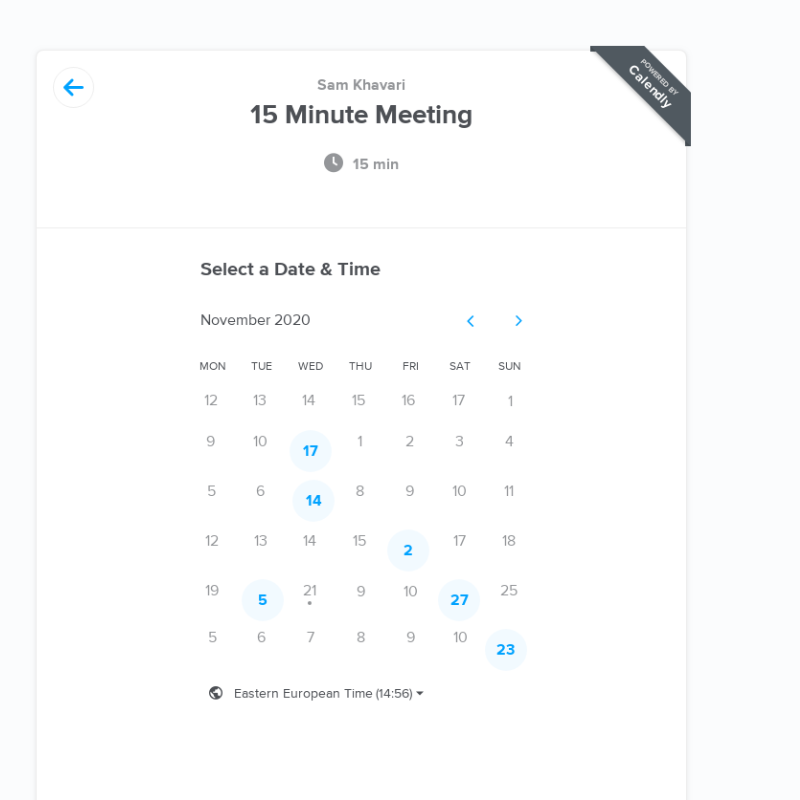 POWERED BY
Calendly
Sam Khavari
15 Minute Meeting
15 min
Select a Date & Time
November 2020
MON TUE WED THU FRI SAT SUN
12 13 14 15 16 17 1
9 10 17 1 2 3 4
5 6 14 8 9 10 11
12 13 14 15 2 17 18
19 5 21 9 10 27 25
5 6 7 8 9 10 23
Eastern European Time (14:56)